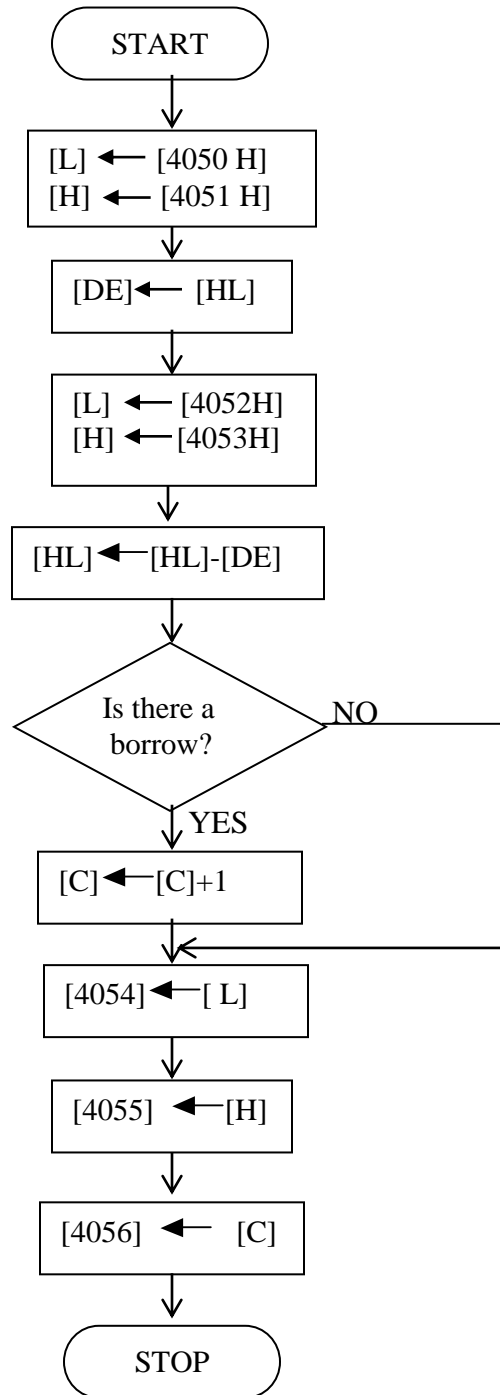 START
[L] ← [4050 H]
[H] ← [4051 H]
[DE] ← [HL]
[L] ← [4052H]
[H] ← [4053H]
[HL] ← [HL]-[DE]
Is there a
borrow?
NO
YES
[C] ← [C]+1
[4054] ← [ L]
[4055] ← [H]
[4056] ← [C]
STOP